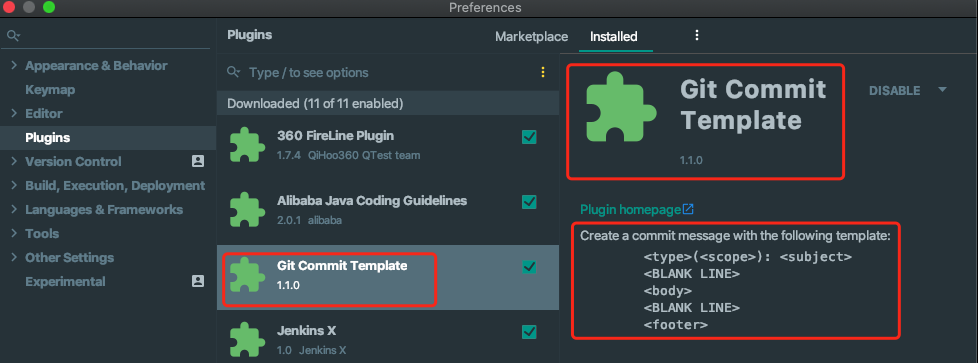 Preferences
Appearance & Behavior
Keymap
Editor
Plugins
Version Control
Build, Execution, Deployment
Languages & Frameworks
Tools
Other Settings
Experimental
Plugins
Marketplace
Installed
Type / to see options
Downloaded (11 of 11 enabled)
360 FireLine Plugin
1.7.4 QiHoo360 QTest team
Alibaba Java Coding Guidelines
2.0.1 alibaba
Git Commit Template
1.1.0
Jenkins X
1.0 Jenkins X
Git Commit
Template
1.1.0
DISABLE
Plugin homepage
Create a commit message with the following template:
<type>(<scope>): <subject>
<BLANK LINE>
<body>
<BLANK LINE>
<footer>